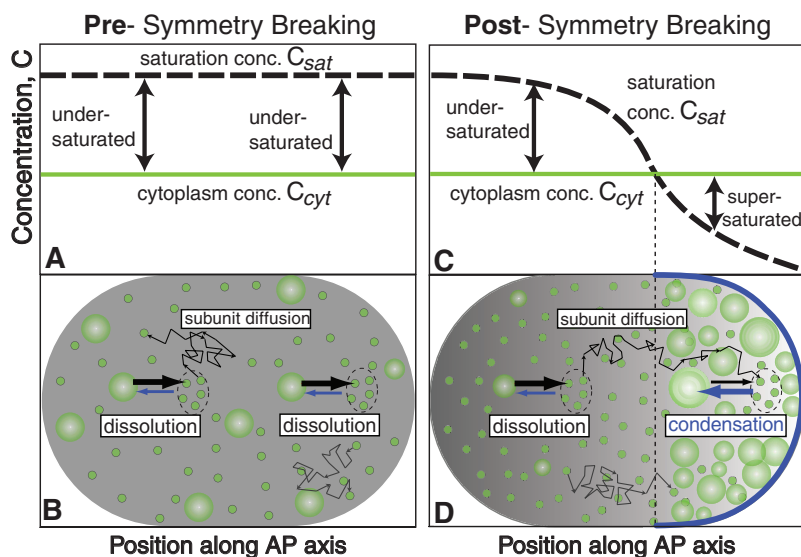 Pre- Symmetry Breaking
Post- Symmetry Breaking
Concentration, C
saturation conc. Csat
under-
saturated
under-
saturated
cytoplasm conc. Ccyt
A
saturation
conc. Csat
under-
saturated
cytoplasm conc. Ccyt
super-
saturated
C
subunit diffusion
dissolution
dissolution
B
subunit diffusion
dissolution
condensation
D
Position along AP axis
Position along AP axis